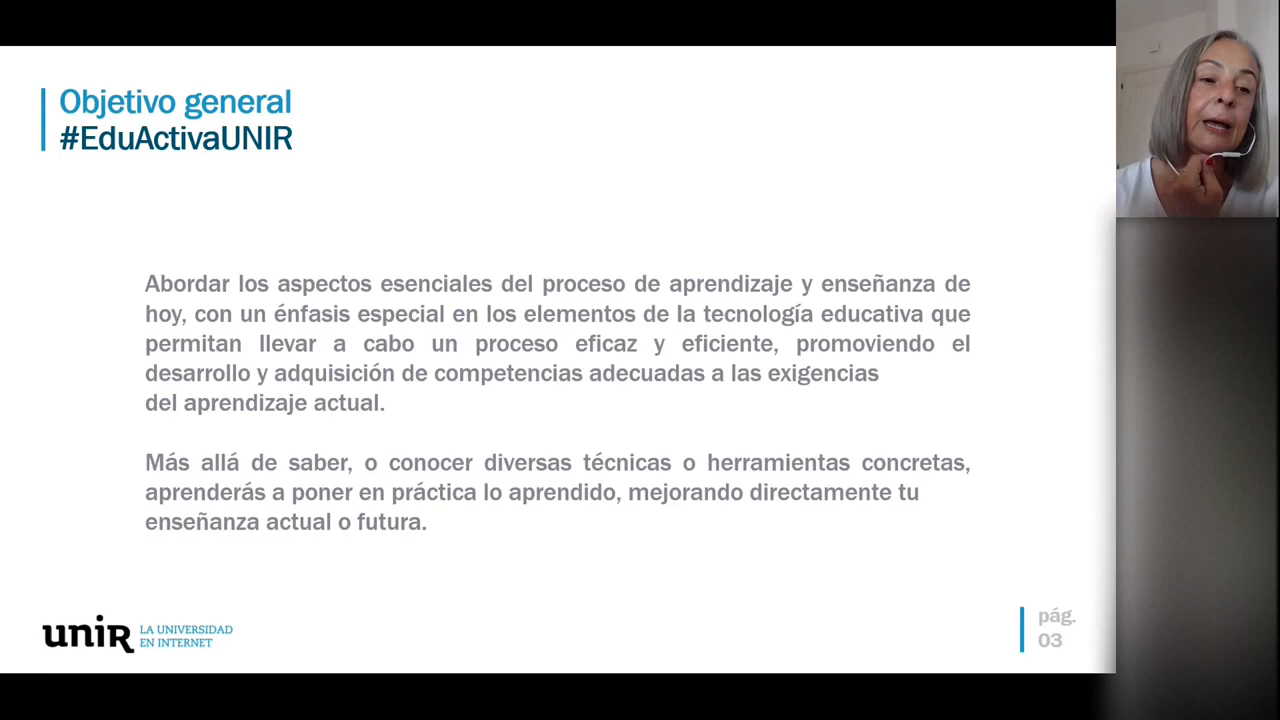 Objetivo general
#EduActivaUNIR
Abordar los aspectos esenciales del proceso de aprendizaje y enseñanza de
hoy, con un énfasis especial en los elementos de la tecnología educativa que
permitan llevar a cabo un proceso eficaz y eficiente, promoviendo el
desarrollo y adquisición de competencias adecuadas a las exigencias
del aprendizaje actual.
Más allá de saber, o conocer diversas técnicas o herramientas concretas,
aprenderás a poner en práctica lo aprendido, mejorando directamente tu
enseñanza actual o futura.
unir
LA UNIVERSIDAD
EN INTERNET
pág.
03